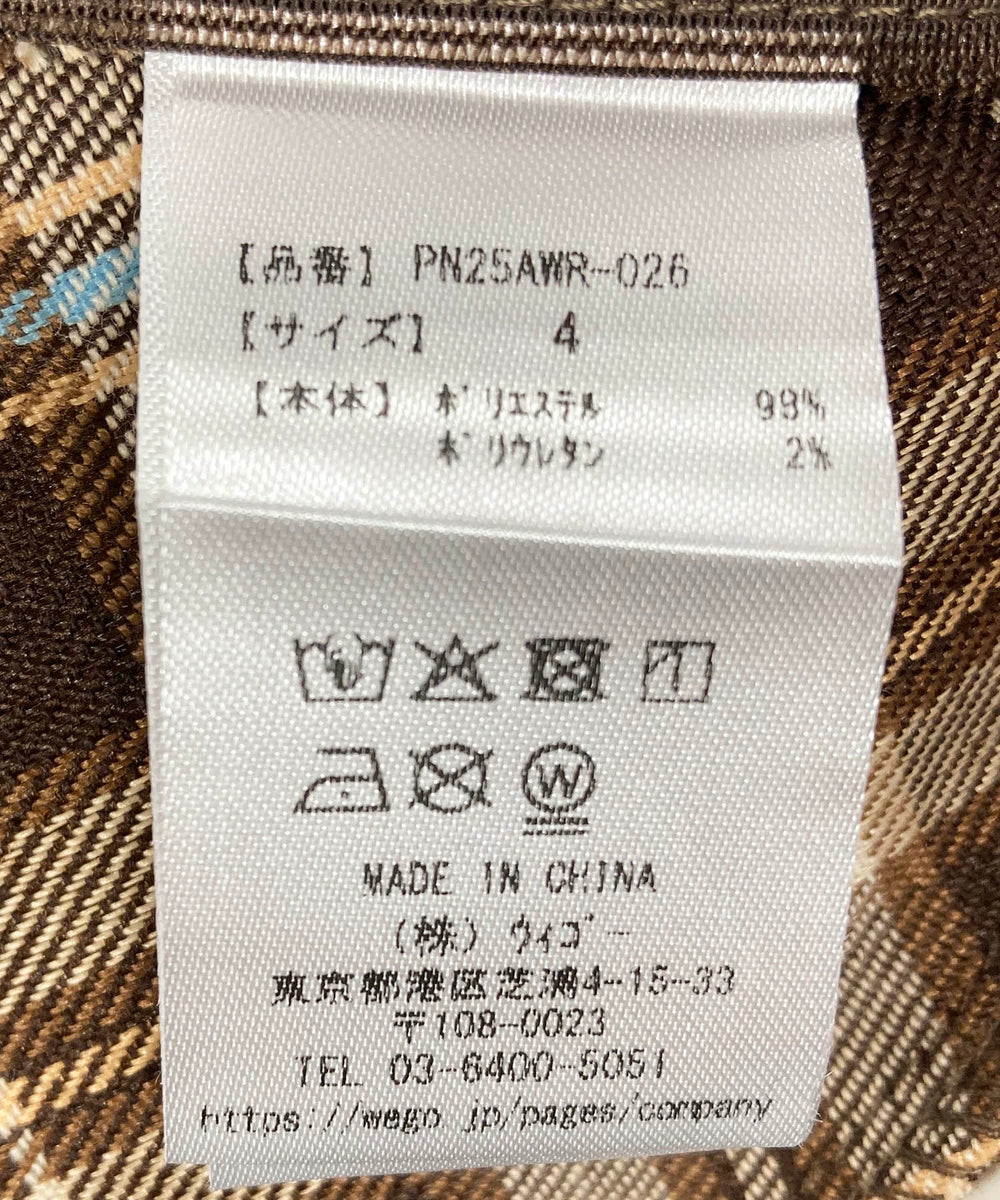 【品番】 PN25AWR-026
【サイズ】 4
【本体】 ポリエステル 98%
ポリウレタン 2%
W
MADE IN CHINA
(株) ウィゴー
東京都港区芝浦4-15-33
〒108-0023
TEL 03-6400-5051
https://wego.jp/pages/company